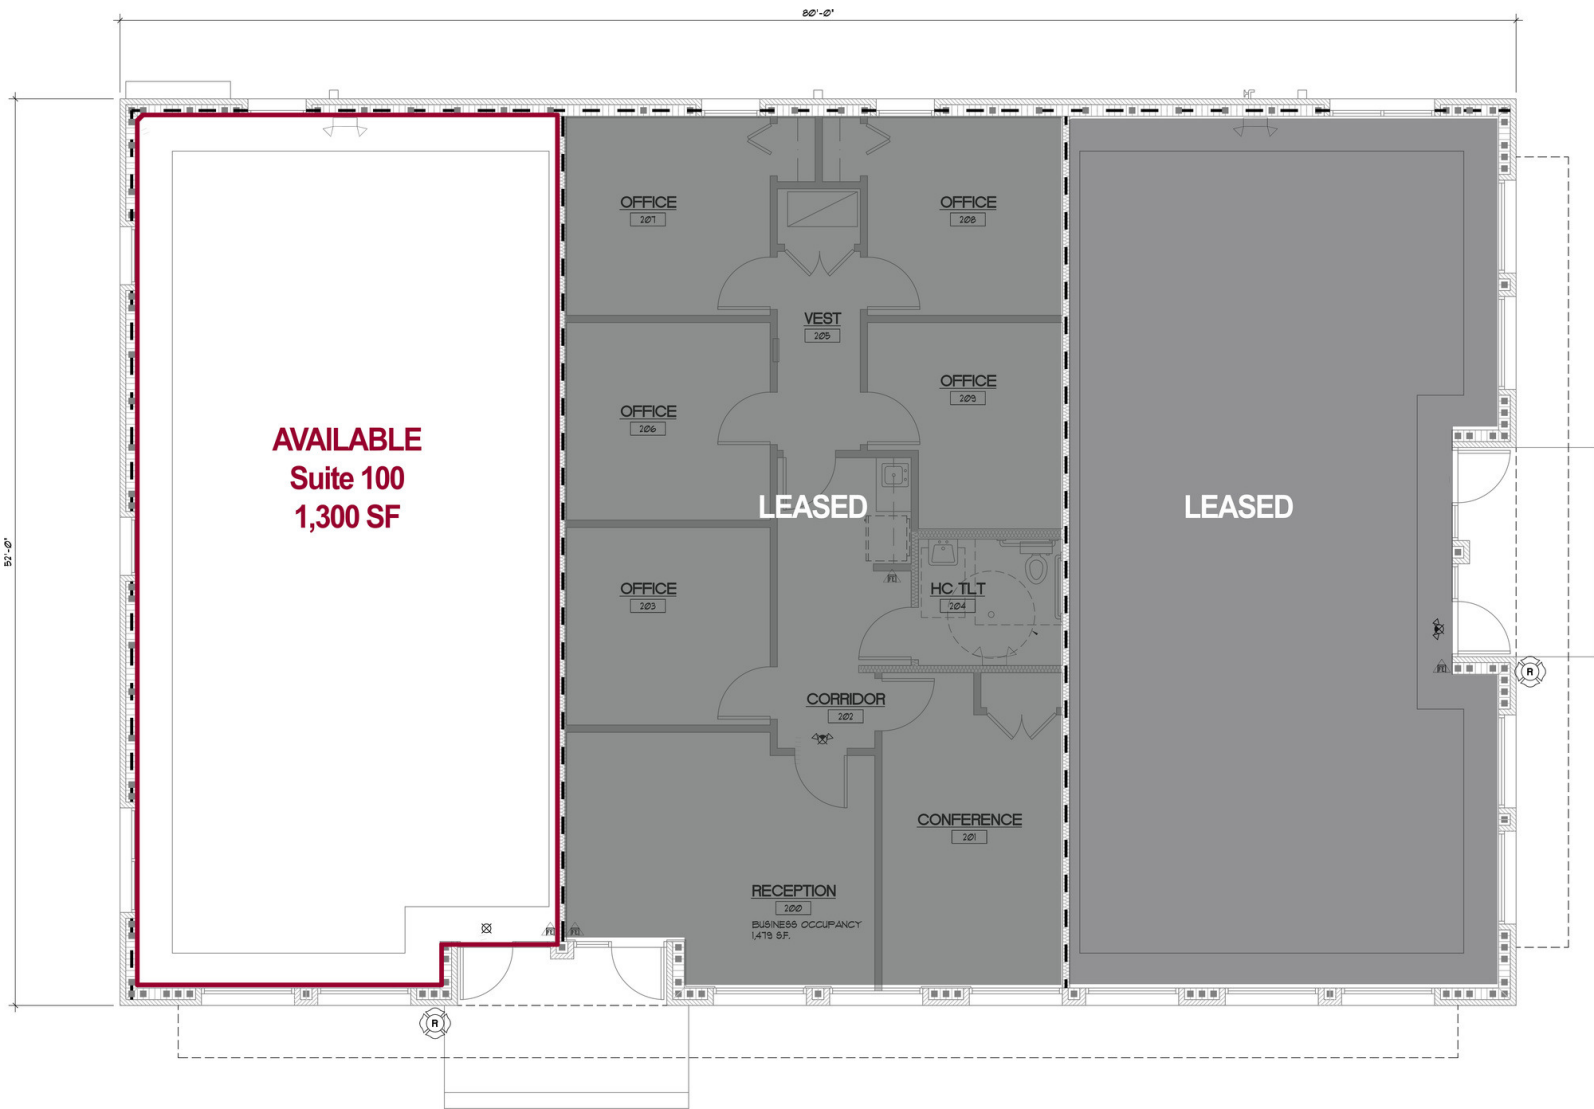 80'-0"
52'-0"
AVAILABLE
Suite 100
1,300 SF
OFFICE
207
OFFICE
208
VEST
205
OFFICE
206
OFFICE
209
LEASED
LEASED
OFFICE
203
HC TLT
204
CORRIDOR
202
CONFERENCE
201
RECEPTION
200
BUSINESS OCCUPANCY
1,479 S.F.
R
R